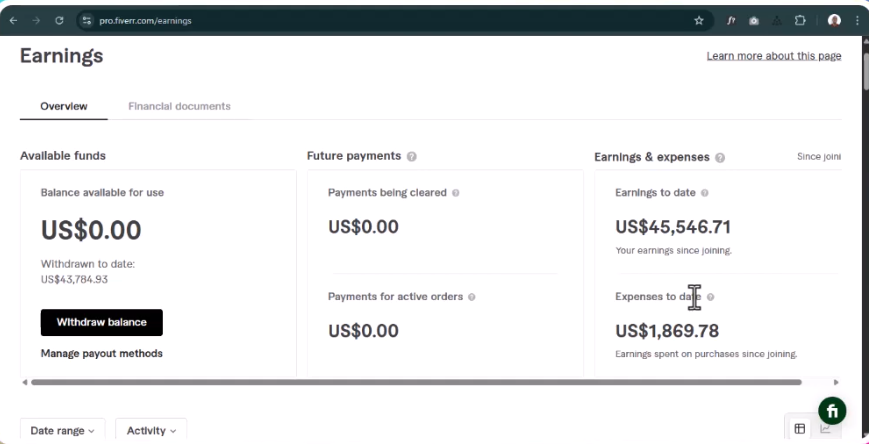 pro.fiverr.com/earnings
Earnings
Learn more about this page
Overview
Financial documents
Available funds
Balance available for use
US$0.00
Withdrawn to date:
US$43,784.93
Withdraw balance
Manage payout methods
Future payments
Payments being cleared
US$0.00
Payments for active orders
US$0.00
Earnings & expenses
Since joini
Earnings to date
US$45,546.71
Your earnings since joining.
Expenses to date
US$1,869.78
Earnings spent on purchases since joining.
Date range
Activity
fi